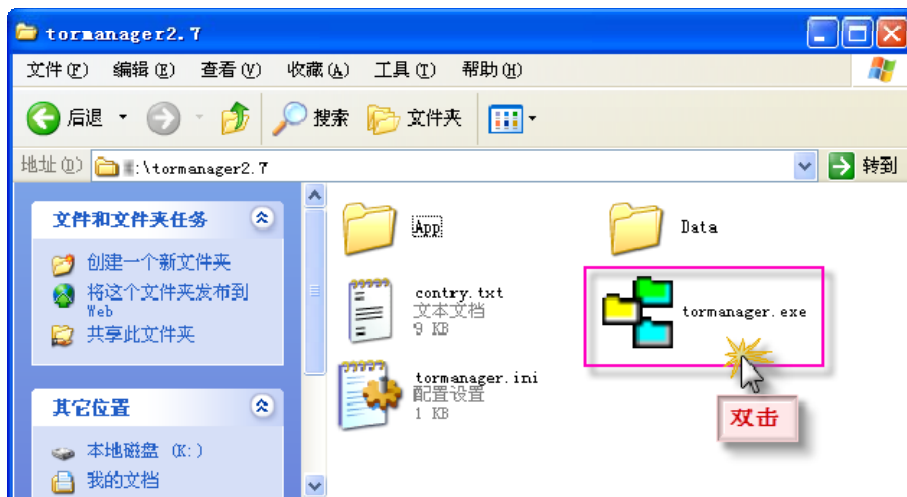 tormanager2.7
文件(F) 编辑(E) 查看(V) 收藏(A) 工具(T) 帮助(H)
后退 搜索 文件夹
地址(D) :\tormanager2.7 转到
文件和文件夹任务
创建一个新文件夹
将这个文件夹发布到
Web
共享此文件夹
其它位置
本地磁盘 (K:)
我的文档
App
Data
contry.txt
文本文档
9 KB
tormanager.exe
tormanager.ini
配置设置
1 KB
双击